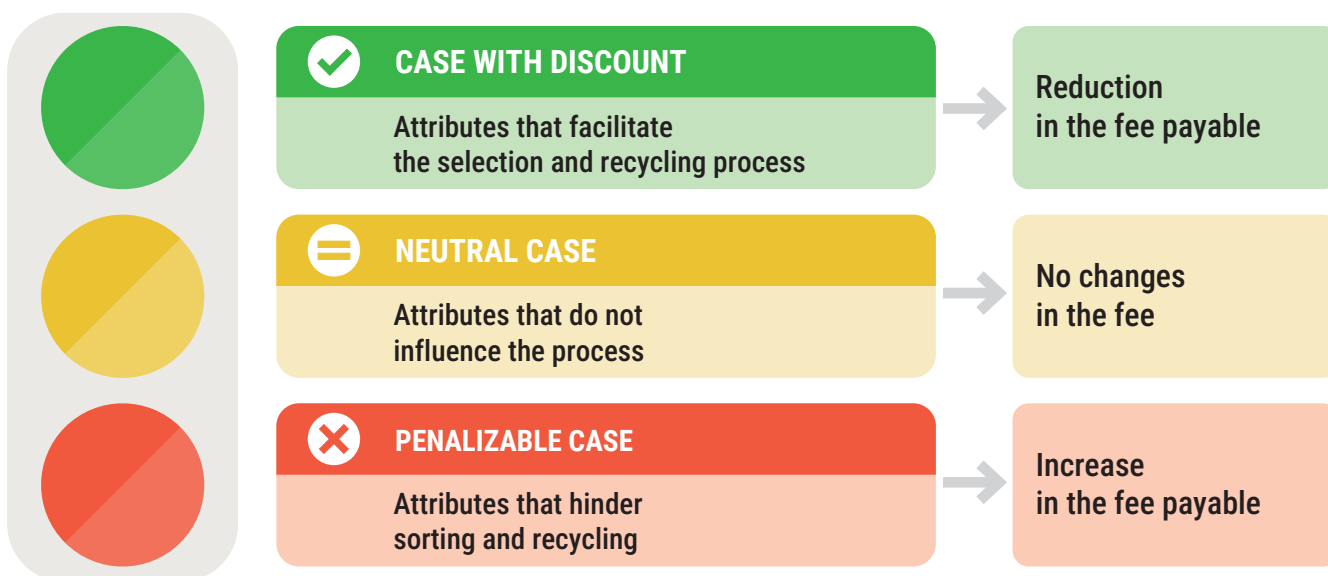 CASE WITH DISCOUNT
Attributes that facilitate
the selection and recycling process
Reduction
in the fee payable
NEUTRAL CASE
Attributes that do not
influence the process
No changes
in the fee
PENALIZABLE CASE
Attributes that hinder
sorting and recycling
Increase
in the fee payable